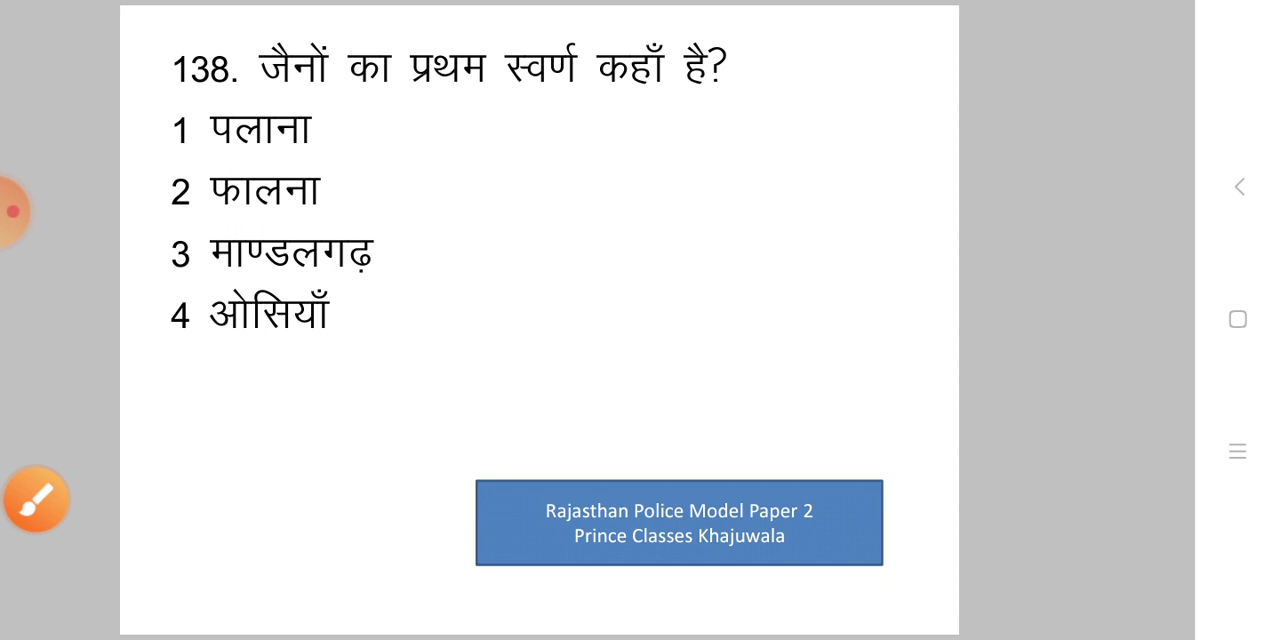 138. जैनों का प्रथम स्वर्ण कहाँ है?
1 पलाना
2 फालना
3 माण्डलगढ़
4 ओसियाँ
Rajasthan Police Model Paper 2
Prince Classes Khajuwala